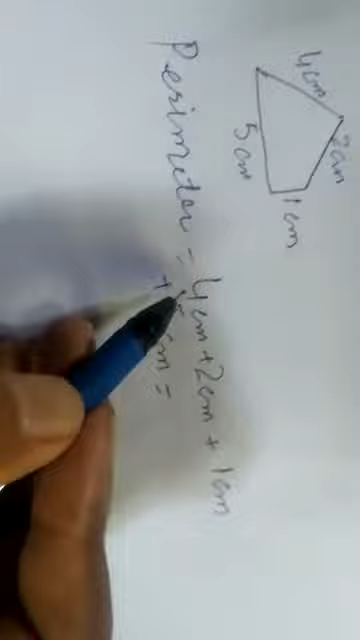 4cm
2cm
5cm
1cm
Perimeter = 4cm + 2cm + 1cm
+ cm =